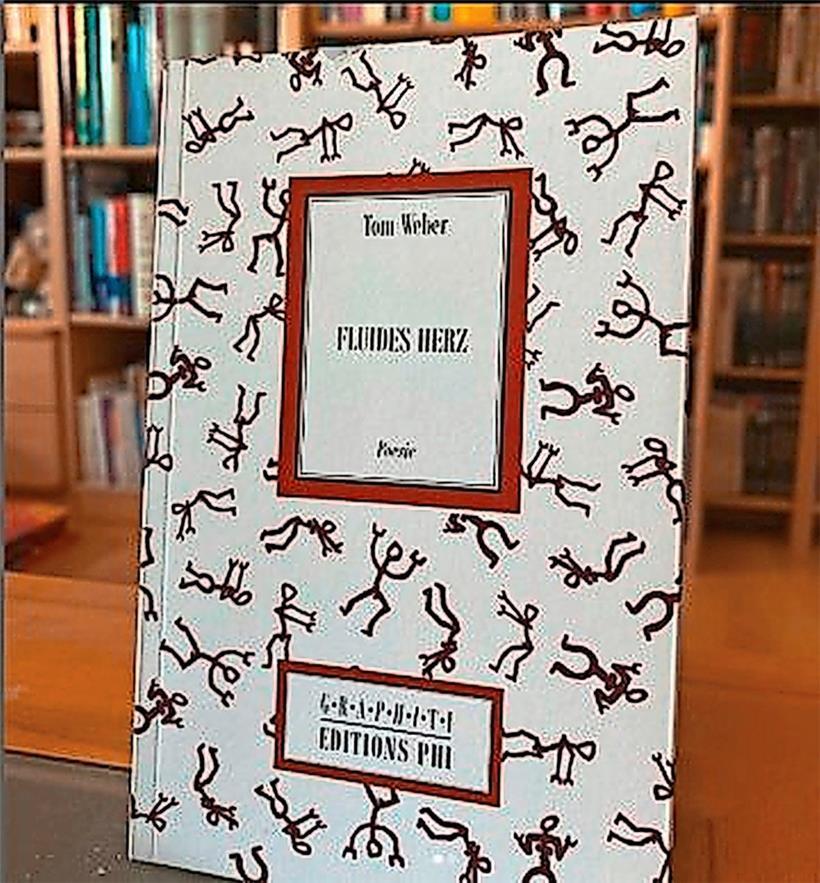 Tom Weber
FLUIDES HERZ
Poesie
G·R·A·P·H·I·T·I
EDITIONS PHI